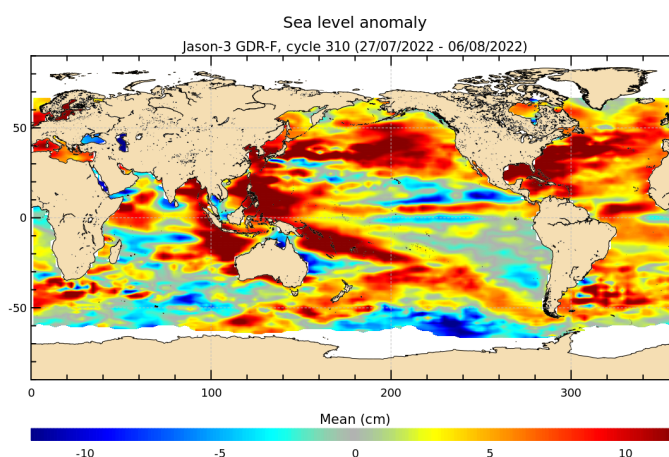 Sea level anomaly
Jason-3 GDR-F, cycle 310 (27/07/2022 - 06/08/2022)
50
0
-50
0 100 200 300
Mean (cm)
-10 -5 0 5 10